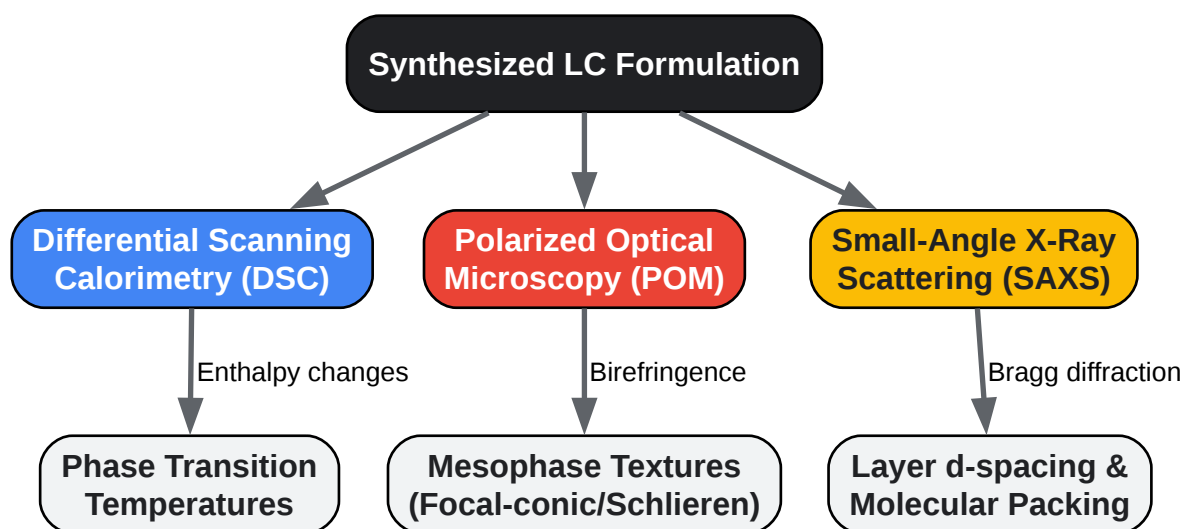 Synthesized LC Formulation
Differential Scanning
Calorimetry (DSC)
Polarized Optical
Microscopy (POM)
Small-Angle X-Ray
Scattering (SAXS)
Enthalpy changes
Birefringence
Bragg diffraction
Phase Transition
Temperatures
Mesophase Textures
(Focal-conic/Schlieren)
Layer d-spacing &
Molecular Packing